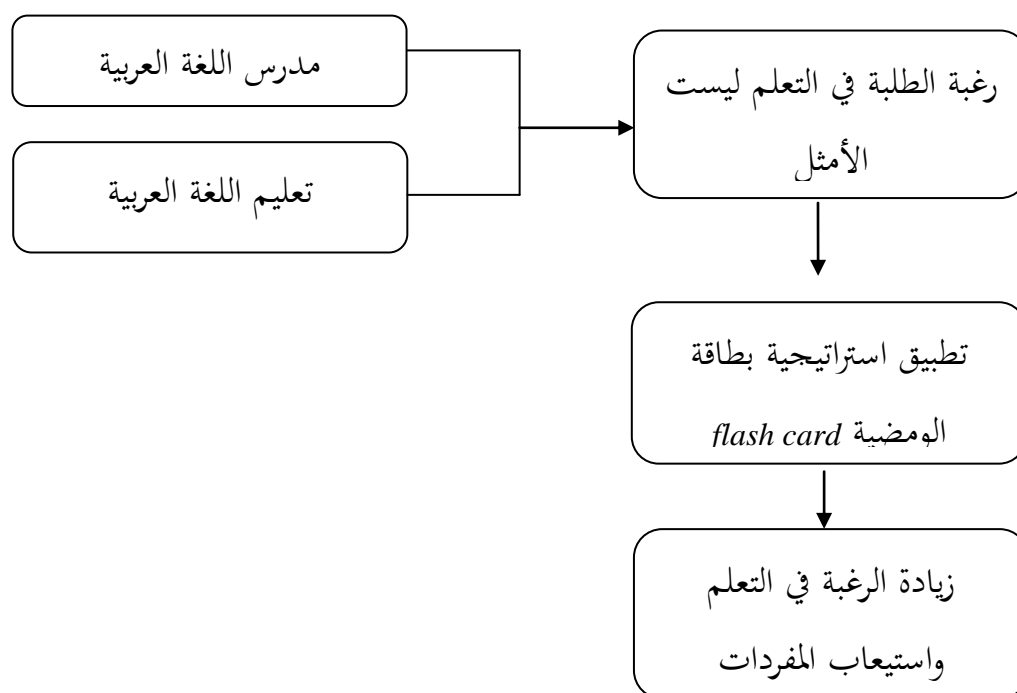 مدرس اللغة العربية
تعليم اللغة العربية
رغبة الطلبة في التعلم ليست
الأمثل
تطبيق استراتيجية بطاقة
الومضية flash card
زيادة الرغبة في التعلم
واستيعاب المفردات